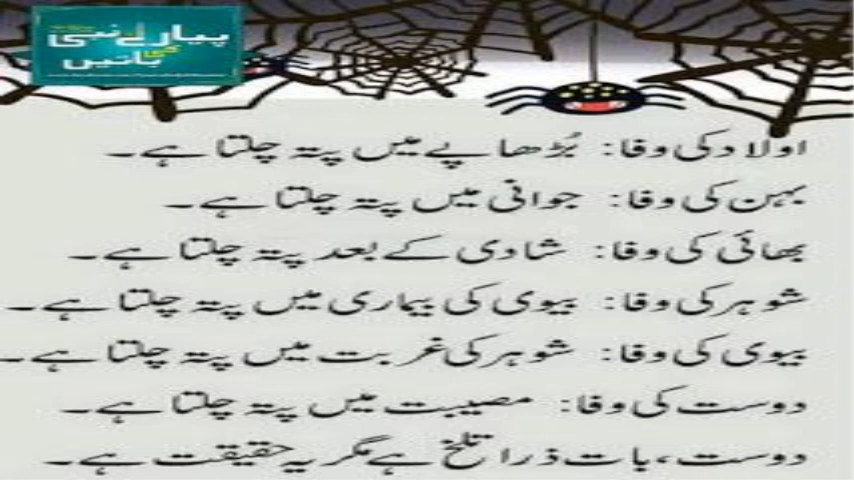 پیارے نبی
کی
باتیں
اولاد کی وفا: بُڑھاپے میں پتہ چلتا ہے۔
بہن کی وفا: جوانی میں پتہ چلتا ہے۔
بھائی کی وفا: شادی کے بعد پتہ چلتا ہے۔
شوہر کی وفا: بیوی کی بیماری میں پتہ چلتا ہے۔
بیوی کی وفا: شوہر کی غربت میں پتہ چلتا ہے۔
دوست کی وفا: مصیبت میں پتہ چلتا ہے۔
دوست، بات ذرا تلخ ہے مگر یہ حقیقت ہے۔